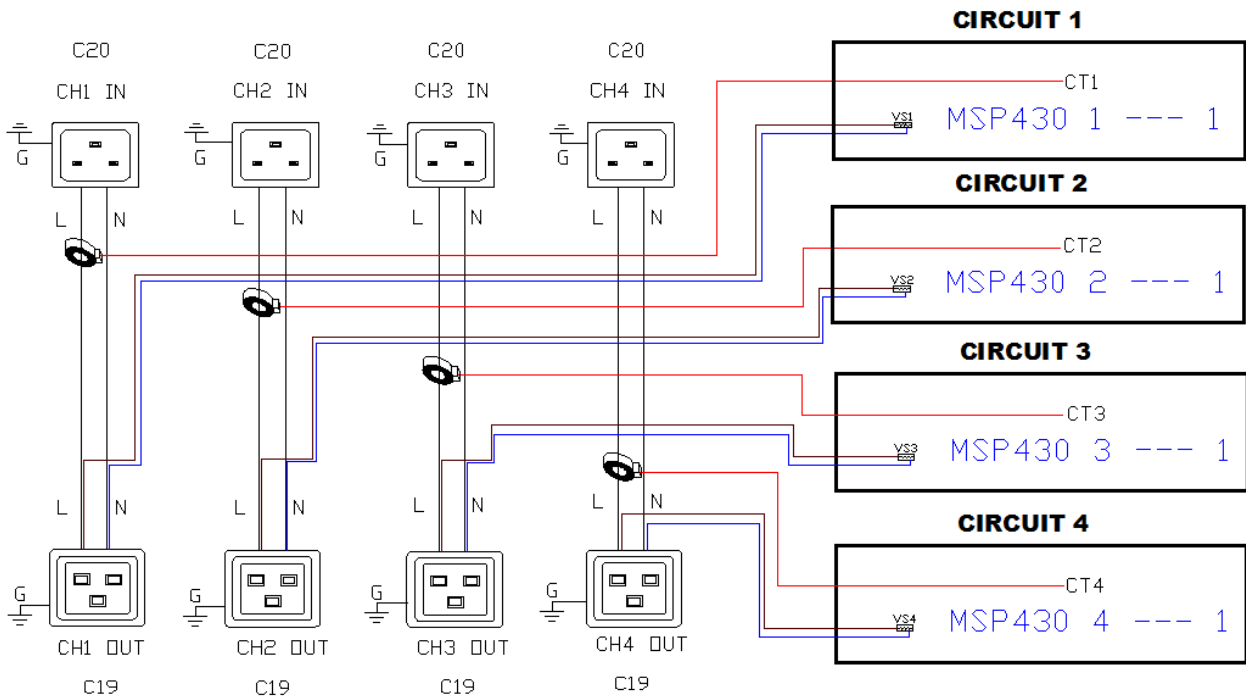 CIRCUIT 1
C20 C20 C20 C20
CH1 IN CH2 IN CH3 IN CH4 IN
CT1
VS1
MSP430 1 --- 1
G G G G
CIRCUIT 2
L N L N L N L N
CT2
VS2
MSP430 2 --- 1
CIRCUIT 3
CT3
VS3
MSP430 3 --- 1
L N L N L N L N
CIRCUIT 4
G G G G
CT4
VS4
MSP430 4 --- 1
CH1 OUT CH2 OUT CH3 OUT CH4 OUT
C19 C19 C19 C19